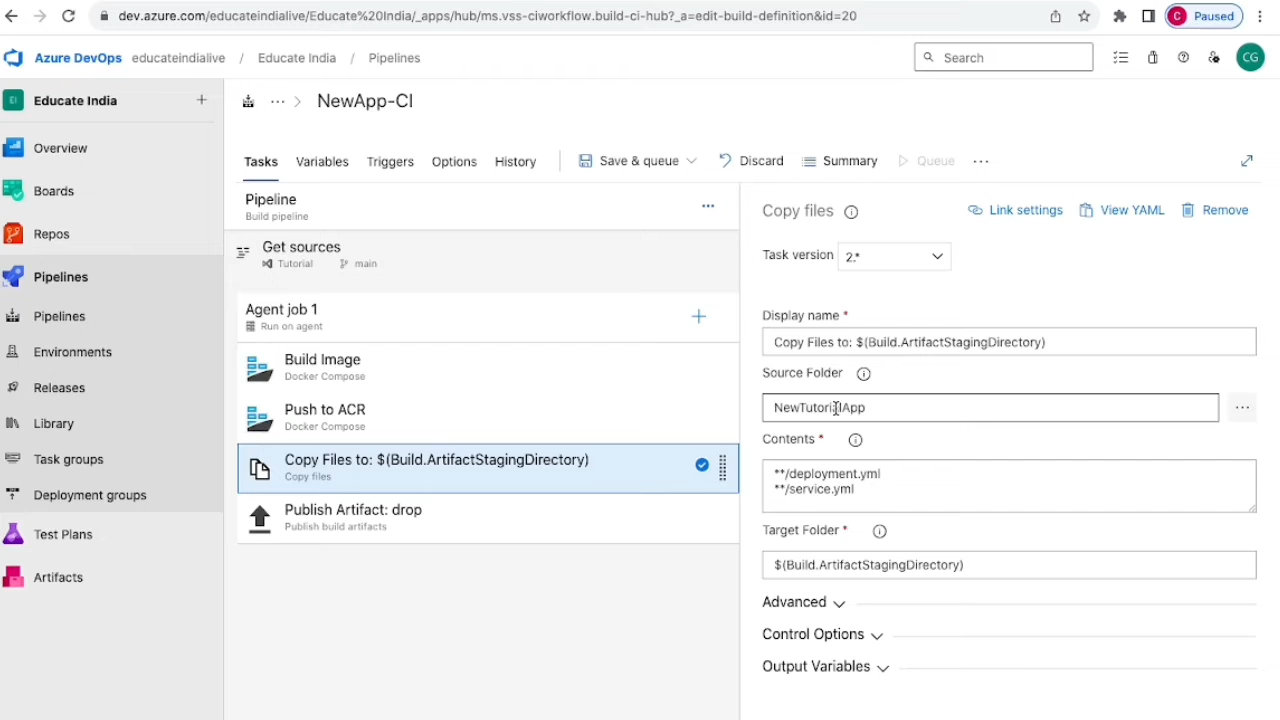 dev.azure.com/educateindialive/Educate%20India/_apps/hub/ms.vss-ciworkflow.build-ci-hub?_a=edit-build-definition&id=20
C Paused
Azure DevOps educateindialive / Educate India / Pipelines
Search
CG
EI Educate India +
NewApp-CI
Overview
Boards
Repos
Pipelines
Pipelines
Environments
Releases
Library
Task groups
Deployment groups
Test Plans
Artifacts
Tasks Variables Triggers Options History Save & queue Discard Summary Queue ...
Pipeline
Build pipeline
Get sources
Tutorial main
Agent job 1
Run on agent
Build Image
Docker Compose
Push to ACR
Docker Compose
Copy Files to: $(Build.ArtifactStagingDirectory)
Copy files
Publish Artifact: drop
Publish build artifacts
Copy files Link settings View YAML Remove
Task version 2.*
Display name *
Copy Files to: $(Build.ArtifactStagingDirectory)
Source Folder
NewTutorialApp
Contents *
**/deployment.yml
**/service.yml
Target Folder *
$(Build.ArtifactStagingDirectory)
Advanced
Control Options
Output Variables